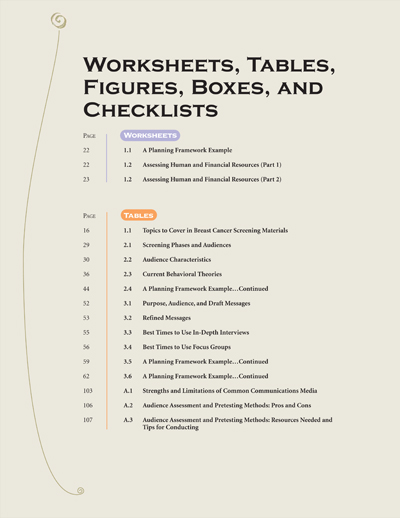 Worksheets, Tables,
Figures, Boxes, and
Checklists
Page Worksheets
22 1.1 A Planning Framework Example
22 1.2 Assessing Human and Financial Resources (Part 1)
23 1.2 Assessing Human and Financial Resources (Part 2)
Page Tables
16 1.1 Topics to Cover in Breast Cancer Screening Materials
29 2.1 Screening Phases and Audiences
30 2.2 Audience Characteristics
36 2.3 Current Behavioral Theories
44 2.4 A Planning Framework Example…Continued
52 3.1 Purpose, Audience, and Draft Messages
53 3.2 Refined Messages
55 3.3 Best Times to Use In-Depth Interviews
56 3.4 Best Times to Use Focus Groups
59 3.5 A Planning Framework Example…Continued
62 3.6 A Planning Framework Example…Continued
103 A.1 Strengths and Limitations of Common Communications Media
106 A.2 Audience Assessment and Pretesting Methods: Pros and Cons
107 A.3 Audience Assessment and Pretesting Methods: Resources Needed and
Tips for Conducting